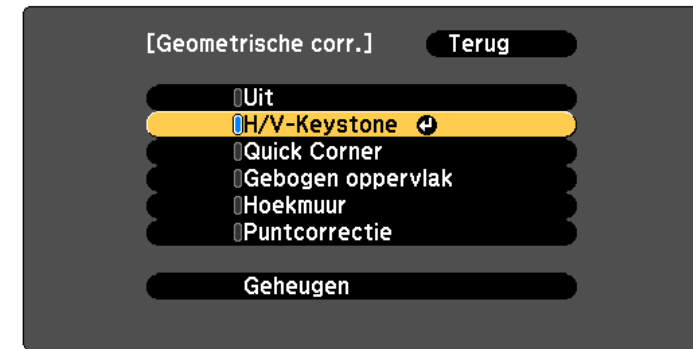 [Geometrische corr.] Terug
Uit
H/V-Keystone
Quick Corner
Gebogen oppervlak
Hoekmuur
Puntcorrectie
Geheugen